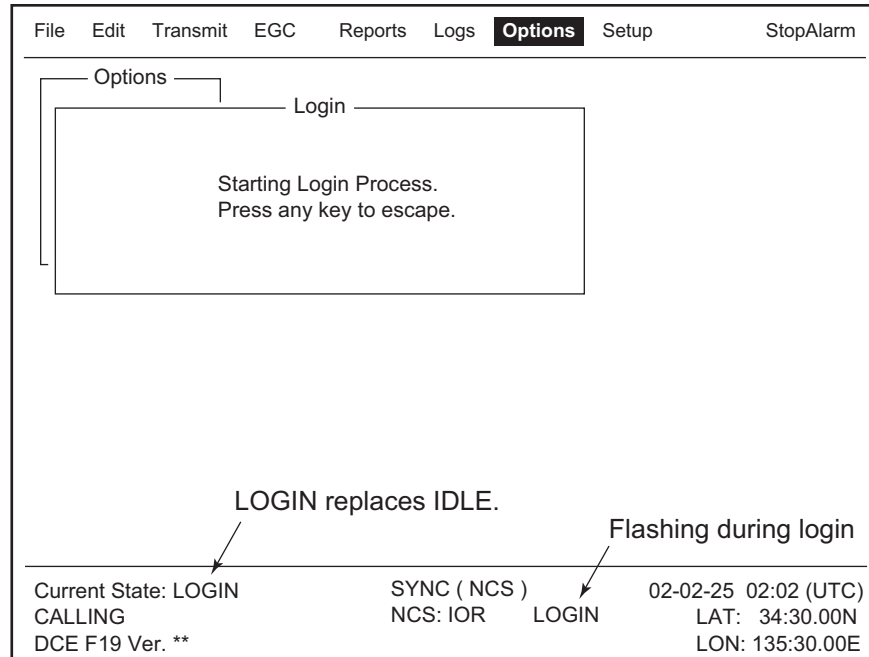 File Edit Transmit EGC Reports Logs Options Setup StopAlarm
Options
Login
Starting Login Process.
Press any key to escape.
LOGIN replaces IDLE.
Flashing during login
Current State: LOGIN SYNC ( NCS ) 02-02-25 02:02 (UTC)
CALLING NCS: IOR LOGIN LAT: 34:30.00N
DCE F19 Ver. ** LON: 135:30.00E